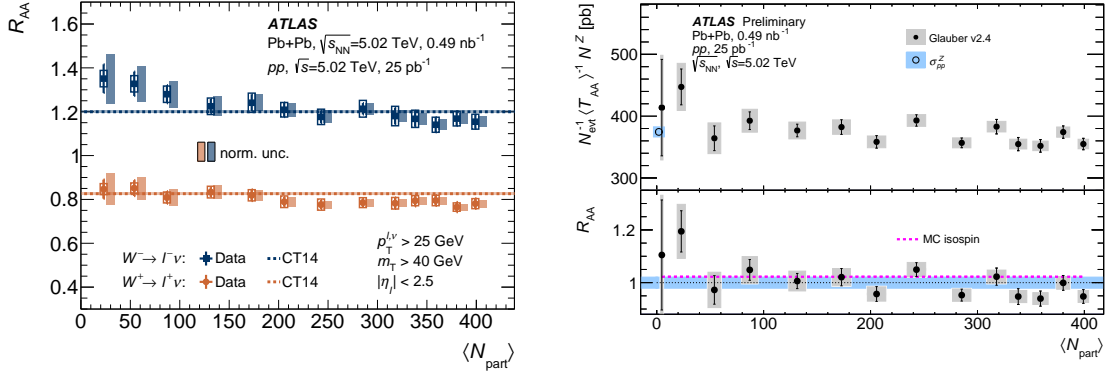 R_AA
1.6
1.4
1.2
1
0.8
0.6
0.4
ATLAS
Pb+Pb, √s_NN=5.02 TeV, 0.49 nb⁻¹
pp, √s=5.02 TeV, 25 pb⁻¹
norm. unc.
p_T^{l,ν} > 25 GeV
m_T > 40 GeV
|η_l| < 2.5
W⁻→ l⁻ν: Data CT14
W⁺→ l⁺ν: Data CT14
0 50 100 150 200 250 300 350 400
⟨N_part⟩
N_evt⁻¹ ⟨T_AA⟩⁻¹ N^Z [pb]
500
400
300
ATLAS Preliminary
Pb+Pb, 0.49 nb⁻¹
pp, 25 pb⁻¹
√s_NN, √s=5.02 TeV
Glauber v2.4
σ_pp^Z
R_AA
1.2
1
MC isospin
0 100 200 300 400
⟨N_part⟩